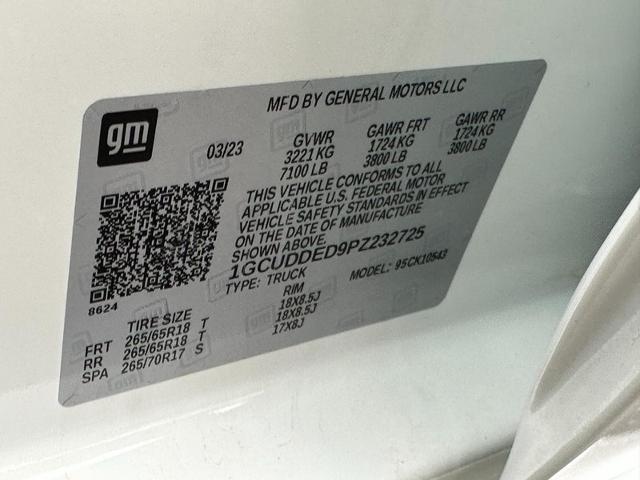 MFD BY GENERAL MOTORS LLC
gm
03/23
GVWR
3221 KG
7100 LB
GAWR FRT
1724 KG
3800 LB
GAWR RR
1724 KG
3800 LB
THIS VEHICLE CONFORMS TO ALL
APPLICABLE U.S. FEDERAL MOTOR
VEHICLE SAFETY STANDARDS IN EFFECT
ON THE DATE OF MANUFACTURE
SHOWN ABOVE.
1GCUDDED9PZ232725
TYPE: TRUCK MODEL: 95CK10543
8624
TIRE SIZE RIM
FRT 265/65R18 T 18X8.5J
RR 265/65R18 T 18X8.5J
SPA 265/70R17 S 17X8J